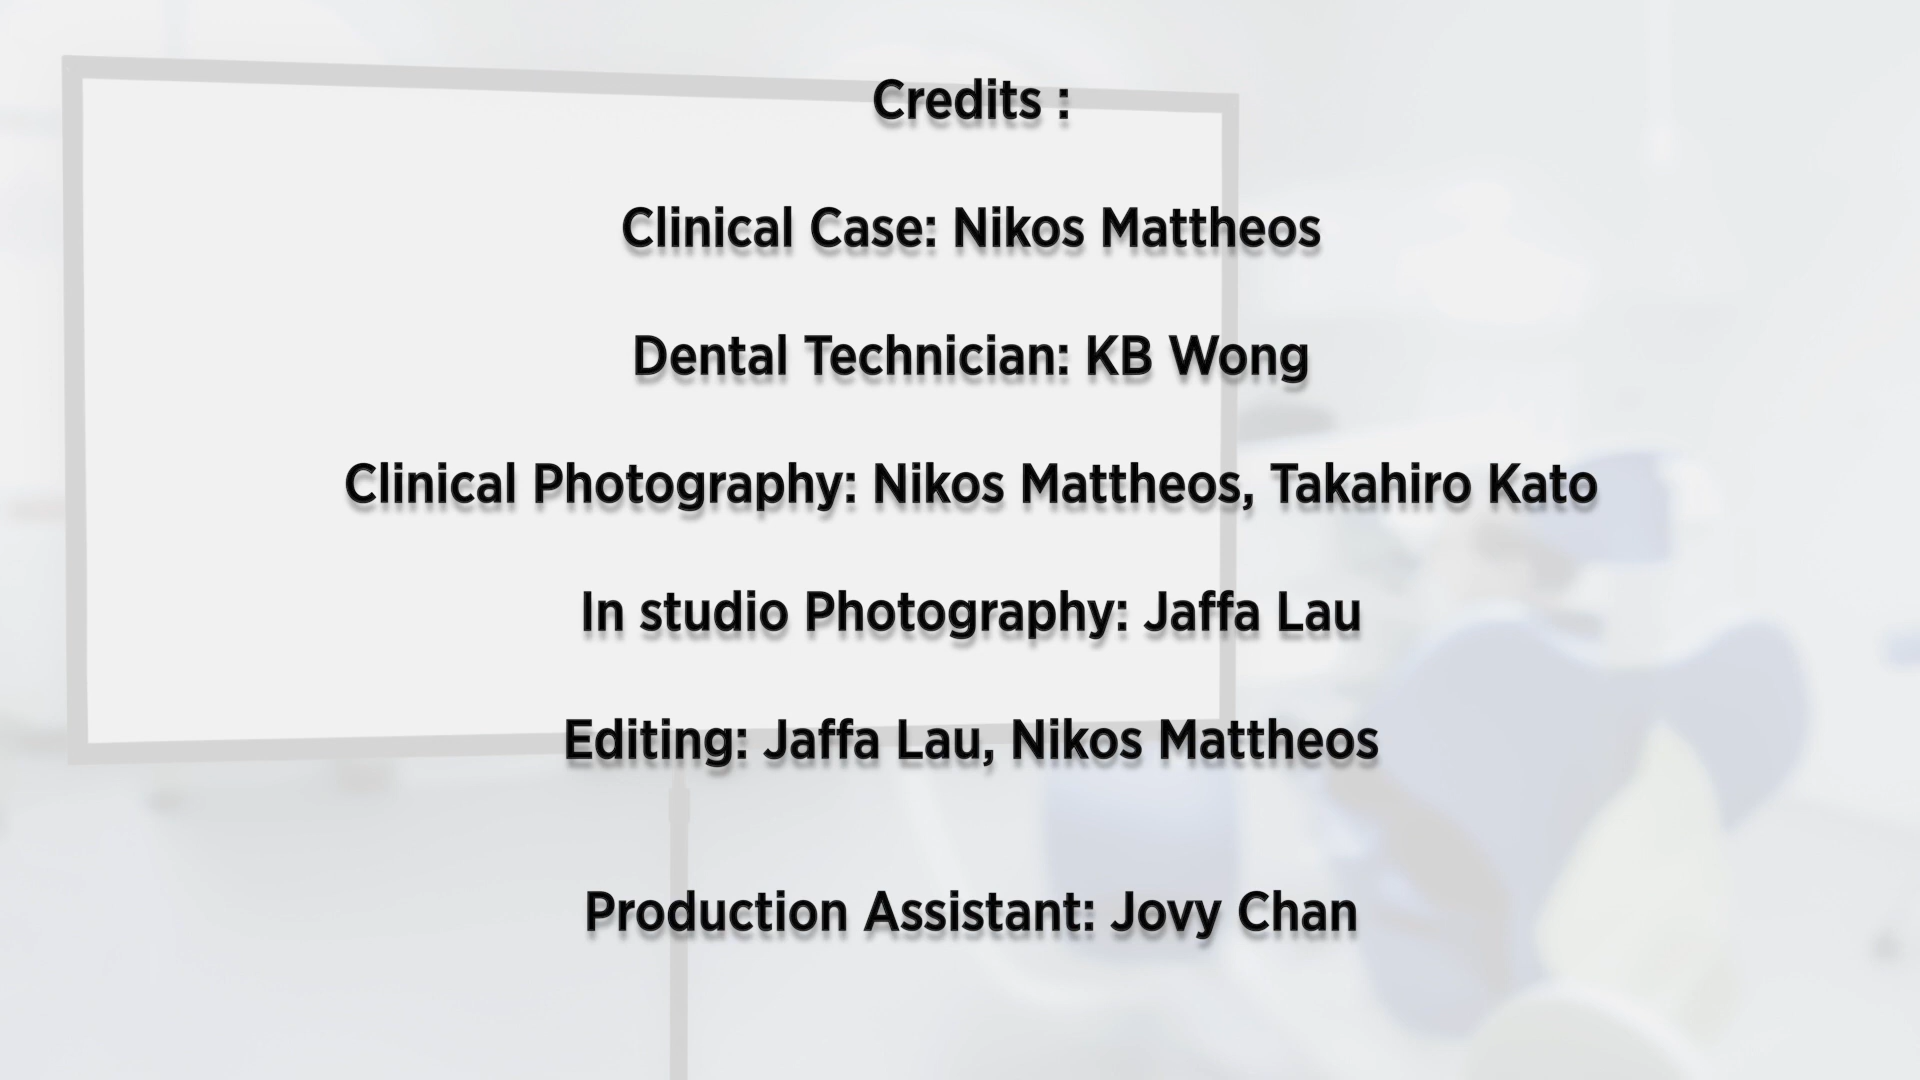 Credits :
Clinical Case: Nikos Mattheos
Dental Technician: KB Wong
Clinical Photography: Nikos Mattheos, Takahiro Kato
In studio Photography: Jaffa Lau
Editing: Jaffa Lau, Nikos Mattheos
Production Assistant: Jovy Chan